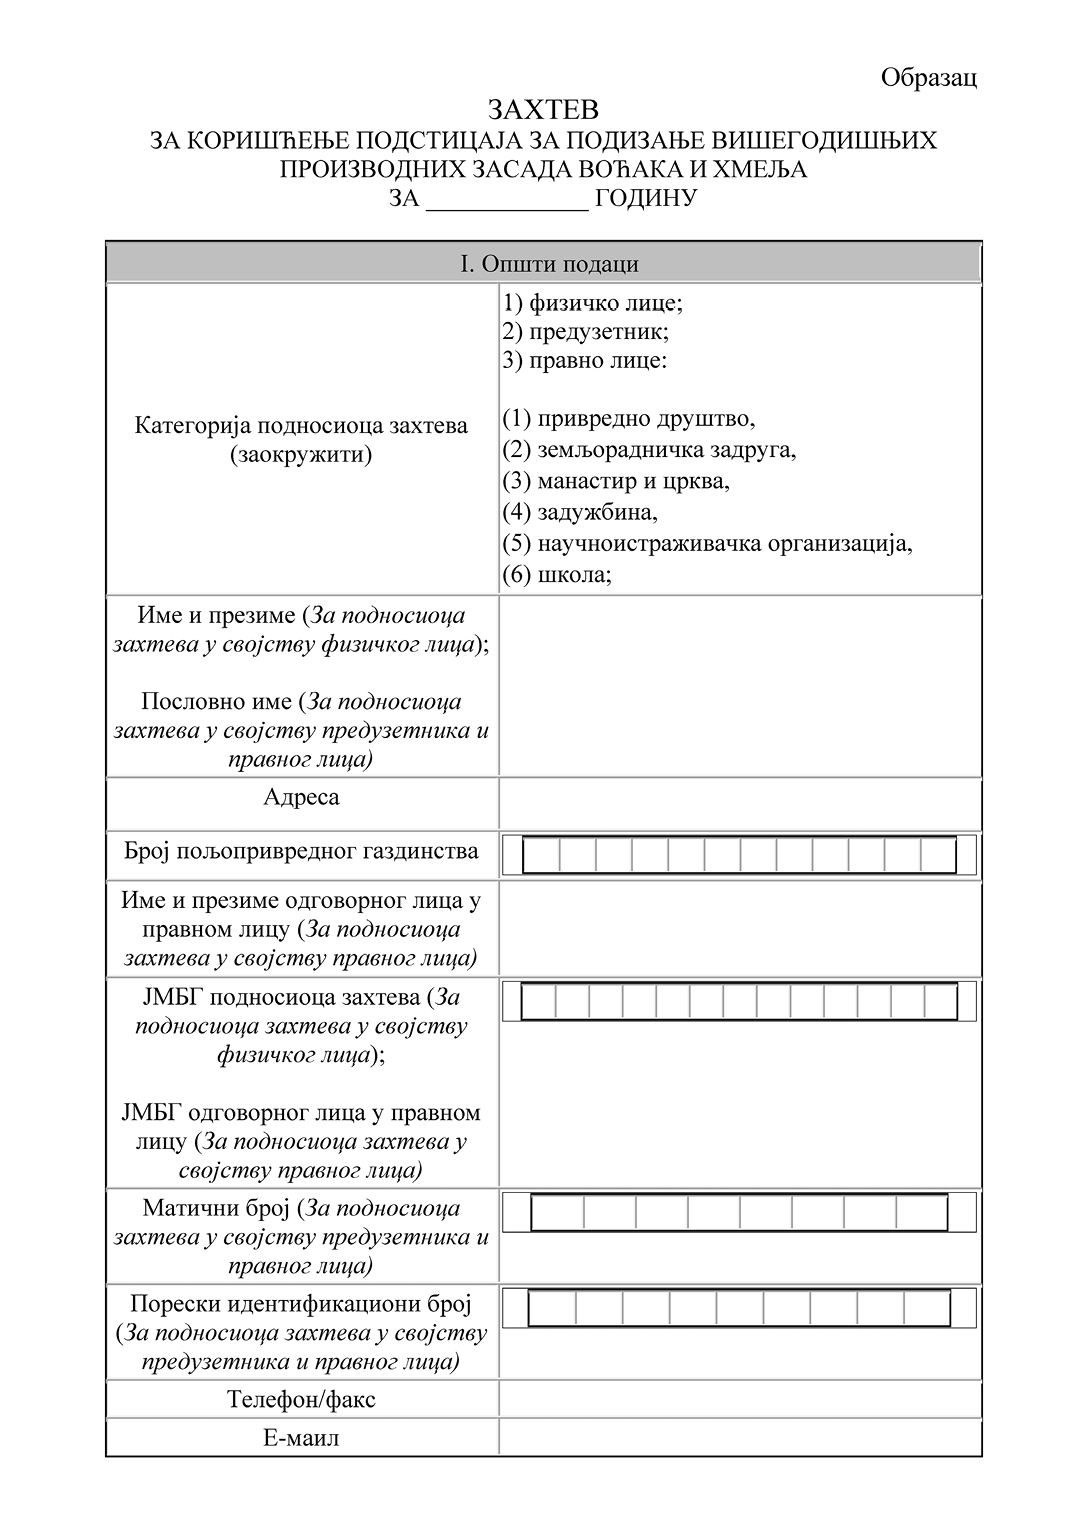 Образац
ЗАХТЕВ
ЗА КОРИШЋЕЊЕ ПОДСТИЦАЈА ЗА ПОДИЗАЊЕ ВИШЕГОДИШЊИХ
ПРОИЗВОДНИХ ЗАСАДА ВОЋАКА И ХМЕЉА
ЗА _____________ ГОДИНУ
I. Општи подаци
Категорија подносиоца захтева
(заокружити)
1) физичко лице;
2) предузетник;
3) правно лице:
(1) привредно друштво,
(2) земљорадничка задруга,
(3) манастир и црква,
(4) задужбина,
(5) научноистраживачка организација,
(6) школа;
Име и презиме (За подносиоца
захтева у својству физичког лица);
Пословно име (За подносиоца
захтева у својству предузетника и
правног лица)
Адреса
Број пољопривредног газдинства
Име и презиме одговорног лица у
правном лицу (За подносиоца
захтева у својству правног лица)
ЈМБГ подносиоца захтева (За
подносиоца захтева у својству
физичког лица);
ЈМБГ одговорног лица у правном
лицу (За подносиоца захтева у
својству правног лица)
Матични број (За подносиоца
захтева у својству предузетника и
правног лица)
Порески идентификациони број
(За подносиоца захтева у својству
предузетника и правног лица)
Телефон/факс
Е-маил